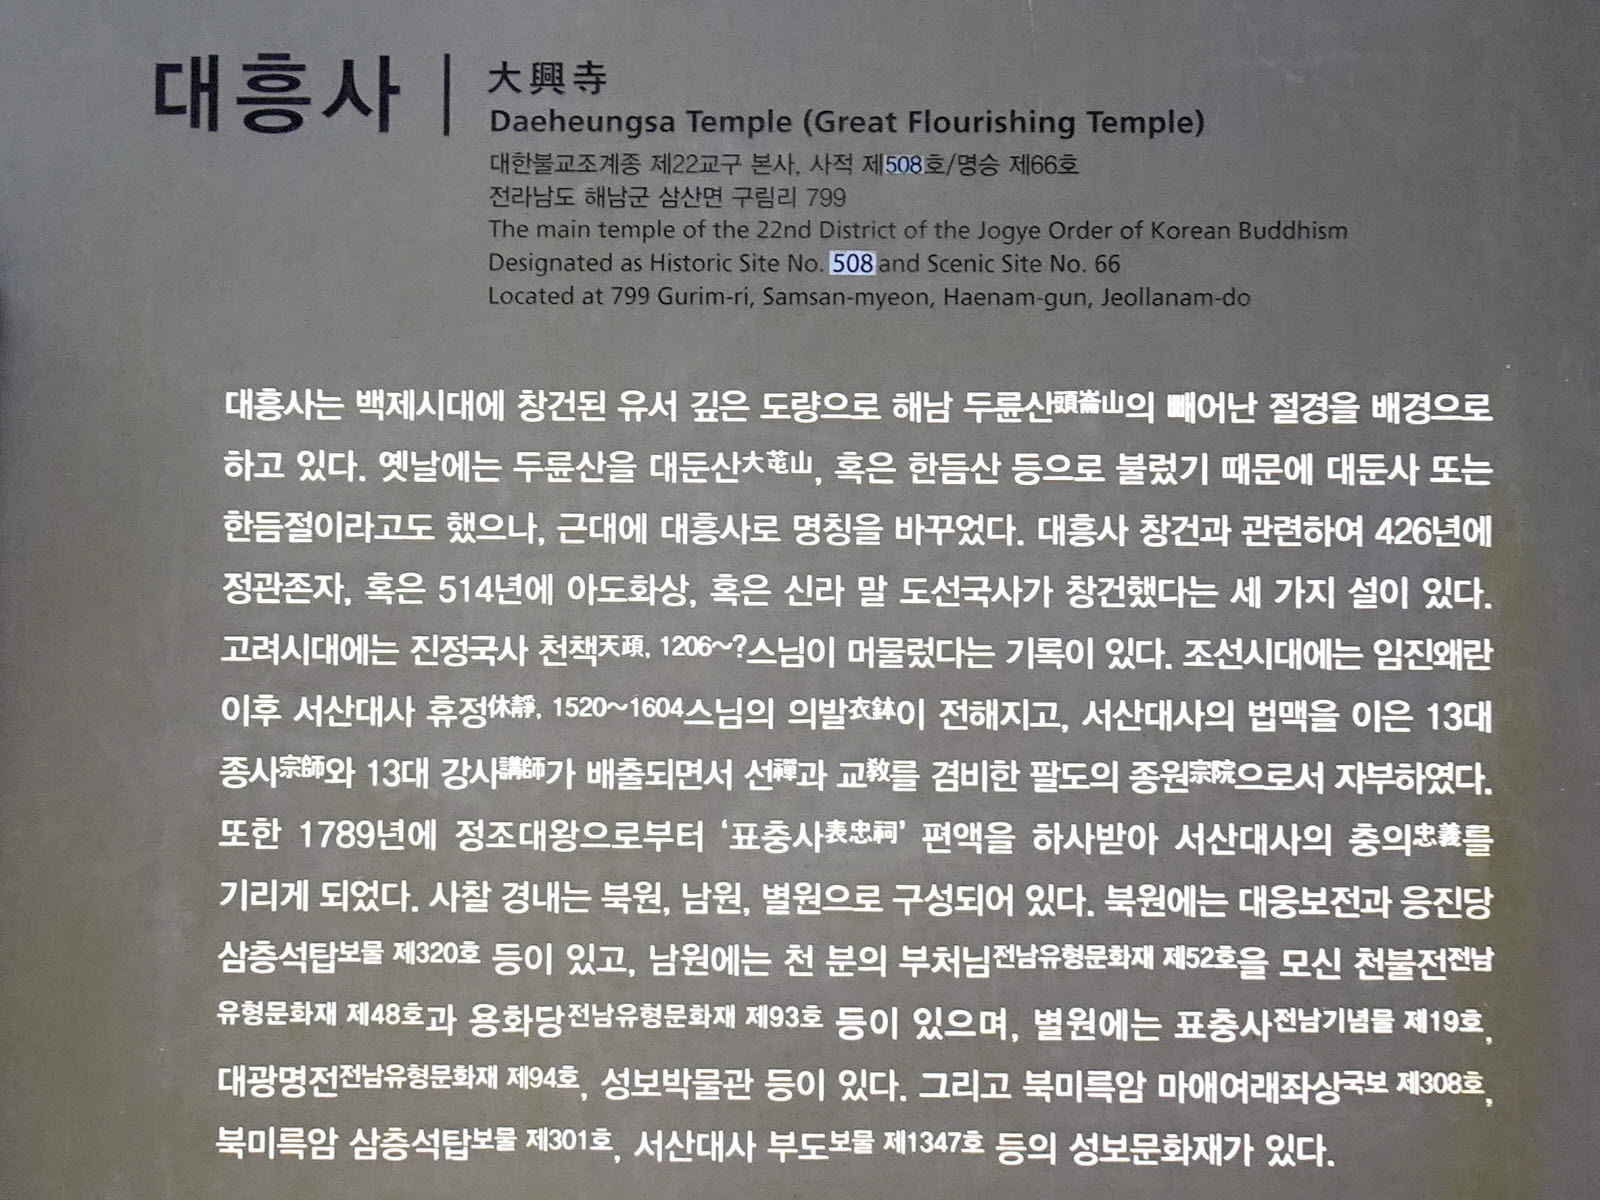 대흥사
大興寺
Daeheungsa Temple (Great Flourishing Temple)
대한불교조계종 제22교구 본사, 사적 제508호/명승 제66호
전라남도 해남군 삼산면 구림리 799
The main temple of the 22nd District of the Jogye Order of Korean Buddhism
Designated as Historic Site No. 508 and Scenic Site No. 66
Located at 799 Gurim-ri, Samsan-myeon, Haenam-gun, Jeollanam-do
대흥사는 백제시대에 창건된 유서 깊은 도량으로 해남 두륜산頭崙山의 빼어난 절경을 배경으로
하고 있다. 옛날에는 두륜산을 대둔산大芚山, 혹은 한듬산 등으로 불렀기 때문에 대둔사 또는
한듬절이라고도 했으나, 근대에 대흥사로 명칭을 바꾸었다. 대흥사 창건과 관련하여 426년에
정관존자, 혹은 514년에 아도화상, 혹은 신라 말 도선국사가 창건했다는 세 가지 설이 있다.
고려시대에는 진정국사 천책天頙, 1206~?스님이 머물렀다는 기록이 있다. 조선시대에는 임진왜란
이후 서산대사 휴정休靜, 1520~1604스님의 의발衣鉢이 전해지고, 서산대사의 법맥을 이은 13대
종사宗師와 13대 강사講師가 배출되면서 선禪과 교敎를 겸비한 팔도의 종원宗院으로서 자부하였다.
또한 1789년에 정조대왕으로부터 ‘표충사表忠祠’ 편액을 하사받아 서산대사의 충의忠義를
기리게 되었다. 사찰 경내는 북원, 남원, 별원으로 구성되어 있다. 북원에는 대웅보전과 응진당
삼층석탑보물 제320호 등이 있고, 남원에는 천 분의 부처님전남유형문화재 제52호을 모신 천불전전남
유형문화재 제48호과 용화당전남유형문화재 제93호 등이 있으며, 별원에는 표충사전남기념물 제19호,
대광명전전남유형문화재 제94호, 성보박물관 등이 있다. 그리고 북미륵암 마애여래좌상국보 제308호,
북미륵암 삼층석탑보물 제301호, 서산대사 부도보물 제1347호 등의 성보문화재가 있다.